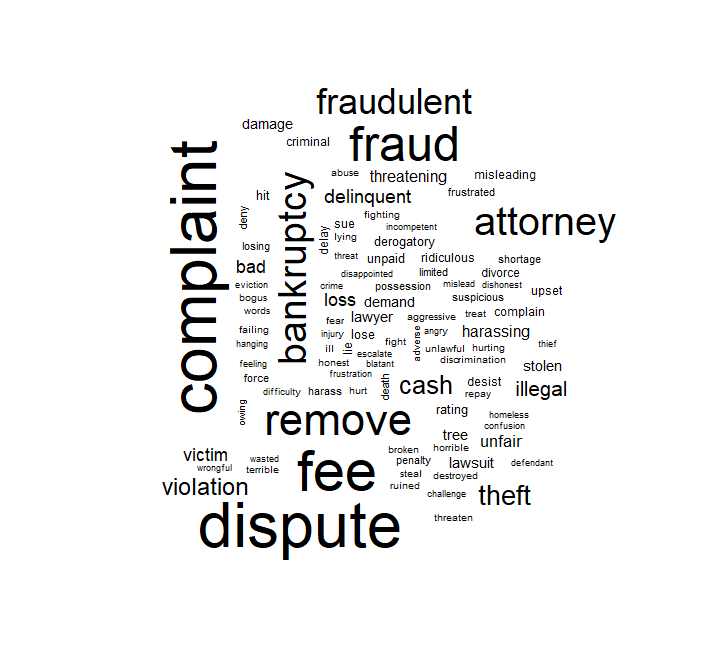 fraudulent
damage
criminal
fraud
complaint
abuse
threatening
misleading
bankruptcy
hit
delinquent
frustrated
deny
fighting
attorney
sue
incompetent
lying
delay
derogatory
losing
threat
unpaid
ridiculous
shortage
bad
disappointed
limited
divorce
eviction
crime
possession
mislead
dishonest
upset
bogus
loss
demand
suspicious
words
fear
lawyer
aggressive
treat
complain
failing
injury
lose
adverse
angry
harassing
hanging
ill
lie
fight
unlawful
hurting
thief
escalate
feeling
honest
blatant
discrimination
stolen
frustration
force
death
cash
desist
illegal
difficulty
harass
hurt
repay
owing
remove
rating
homeless
confusion
tree
unfair
victim
wasted
broken
horrible
wrongful
terrible
fee
penalty
lawsuit
defendant
steal
destroyed
violation
ruined
challenge
theft
dispute
threaten